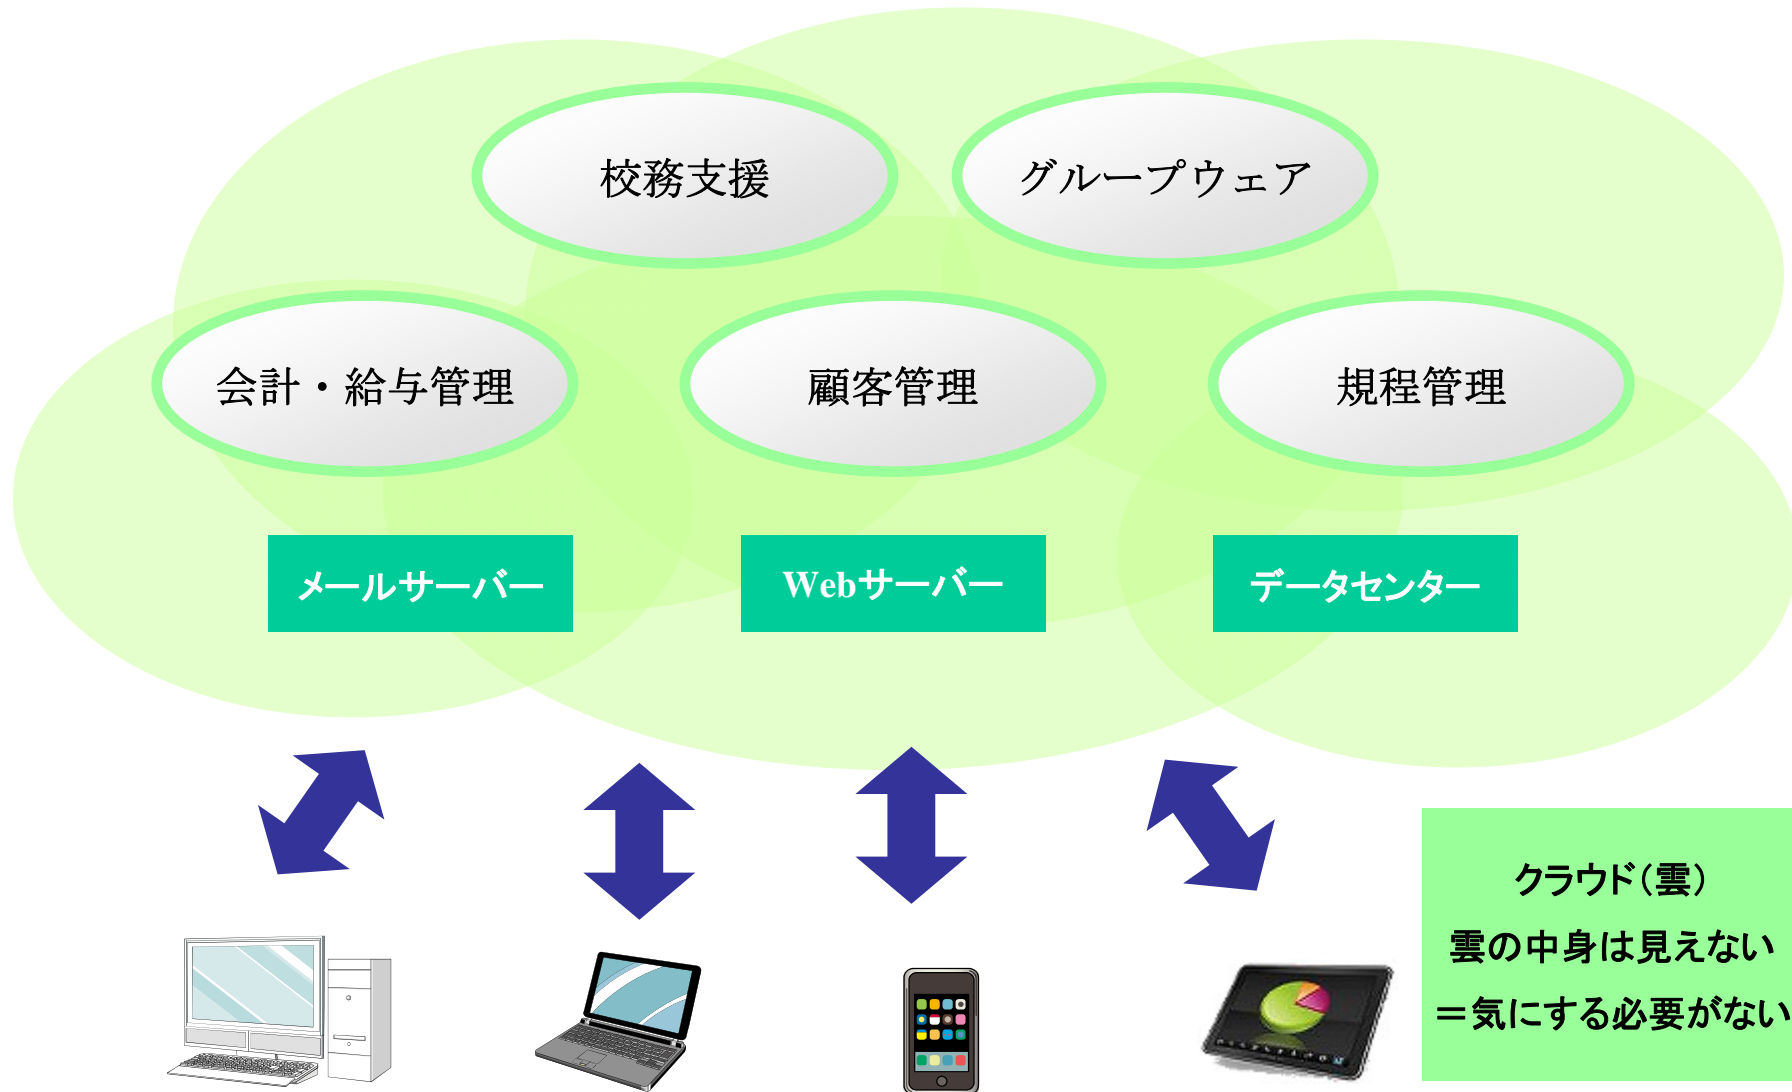 校務支援
グループウェア
会計・給与管理
顧客管理
規程管理
メールサーバー
Webサーバー
データセンター
クラウド（雲）
雲の中身は見えない
＝気にする必要がない